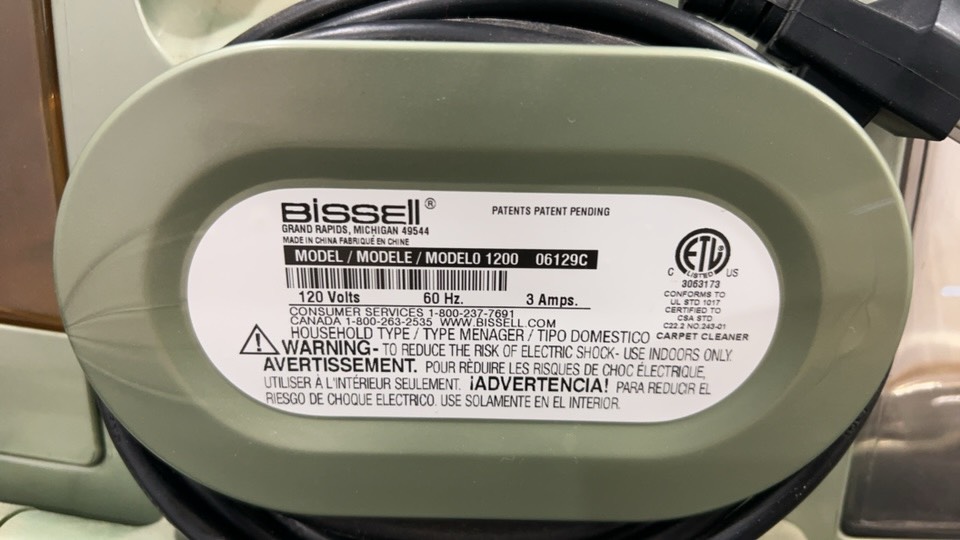 BISSELL®
PATENTS PATENT PENDING
GRAND RAPIDS, MICHIGAN 49544
MADE IN CHINA FABRIQUÉ EN CHINE
MODEL / MODELE / MODELO 1200 06129C
120 Volts 60 Hz. 3 Amps.
CONSUMER SERVICES 1-800-237-7691
CANADA 1-800-263-2535 WWW.BISSELL.COM
HOUSEHOLD TYPE / TYPE MENAGER / TIPO DOMESTICO
WARNING - TO REDUCE THE RISK OF ELECTRIC SHOCK - USE INDOORS ONLY.
AVERTISSEMENT. POUR RÉDUIRE LES RISQUES DE CHOC ÉLECTRIQUE,
UTILISER À L'INTÉRIEUR SEULEMENT. ¡ADVERTENCIA! PARA REDUCIR EL
RIESGO DE CHOQUE ELECTRICO. USE SOLAMENTE EN EL INTERIOR.
ETL
LISTED
C US
3063173
CONFORMS TO
UL STD 1017
CERTIFIED TO
CSA STD
C22.2 NO.243-01
CARPET CLEANER